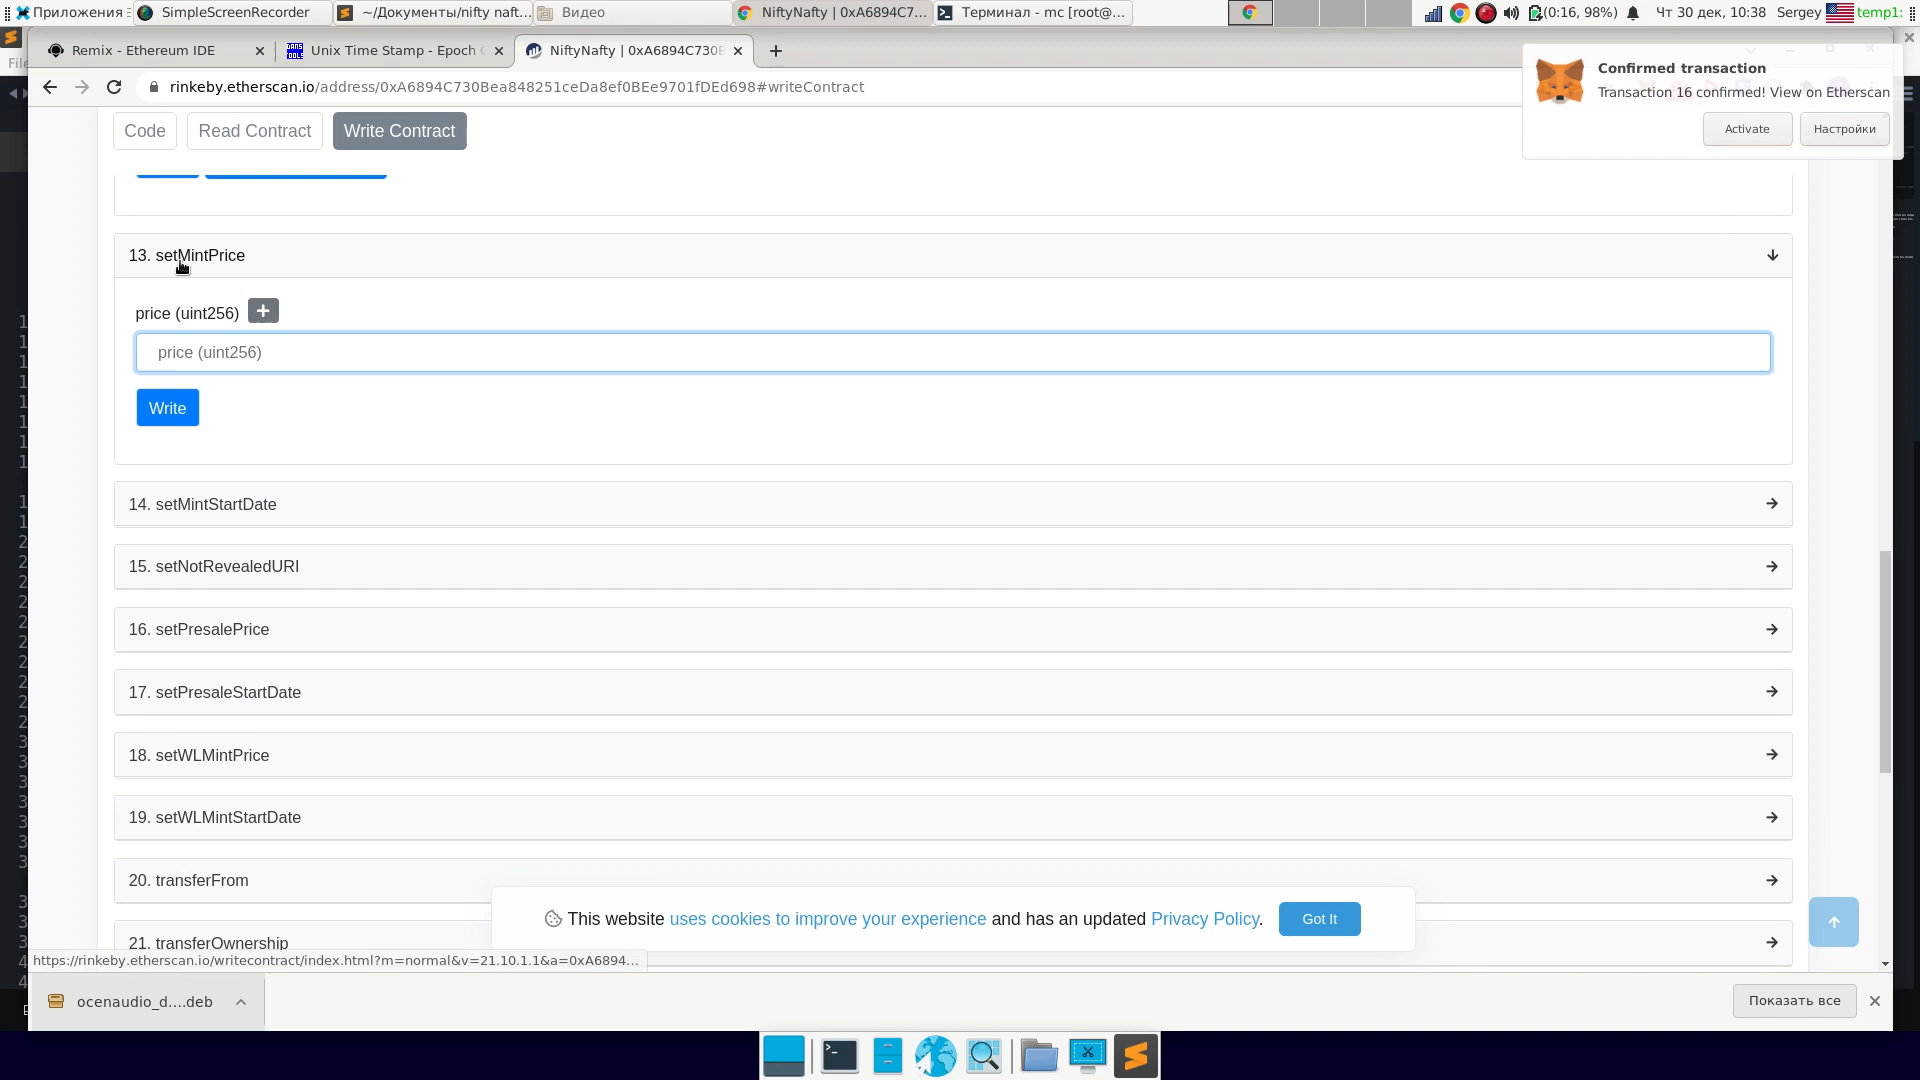 Приложения
SimpleScreenRecorder
~/Документы/nifty naft...
Видео
NiftyNafty | 0xA6894C7...
Терминал - mc [root@...
(0:16, 98%)
Чт 30 дек, 10:38
Sergey
temp1:
Remix - Ethereum IDE
Unix Time Stamp - Epoch
NiftyNafty | 0xA6894C730B
rinkeby.etherscan.io/address/0xA6894C730Bea848251ceDa8ef0BEe9701fDEd698#writeContract
Confirmed transaction
Transaction 16 confirmed! View on Etherscan
Activate
Настройки
Code
Read Contract
Write Contract
13. setMintPrice
price (uint256)
price (uint256)
Write
14. setMintStartDate
15. setNotRevealedURI
16. setPresalePrice
17. setPresaleStartDate
18. setWLMintPrice
19. setWLMintStartDate
20. transferFrom
21. transferOwnership
This website uses cookies to improve your experience and has an updated Privacy Policy.
Got It
https://rinkeby.etherscan.io/writecontract/index.html?m=normal&v=21.10.1.1&a=0xA6894...
ocenaudio_d....deb
Показать все